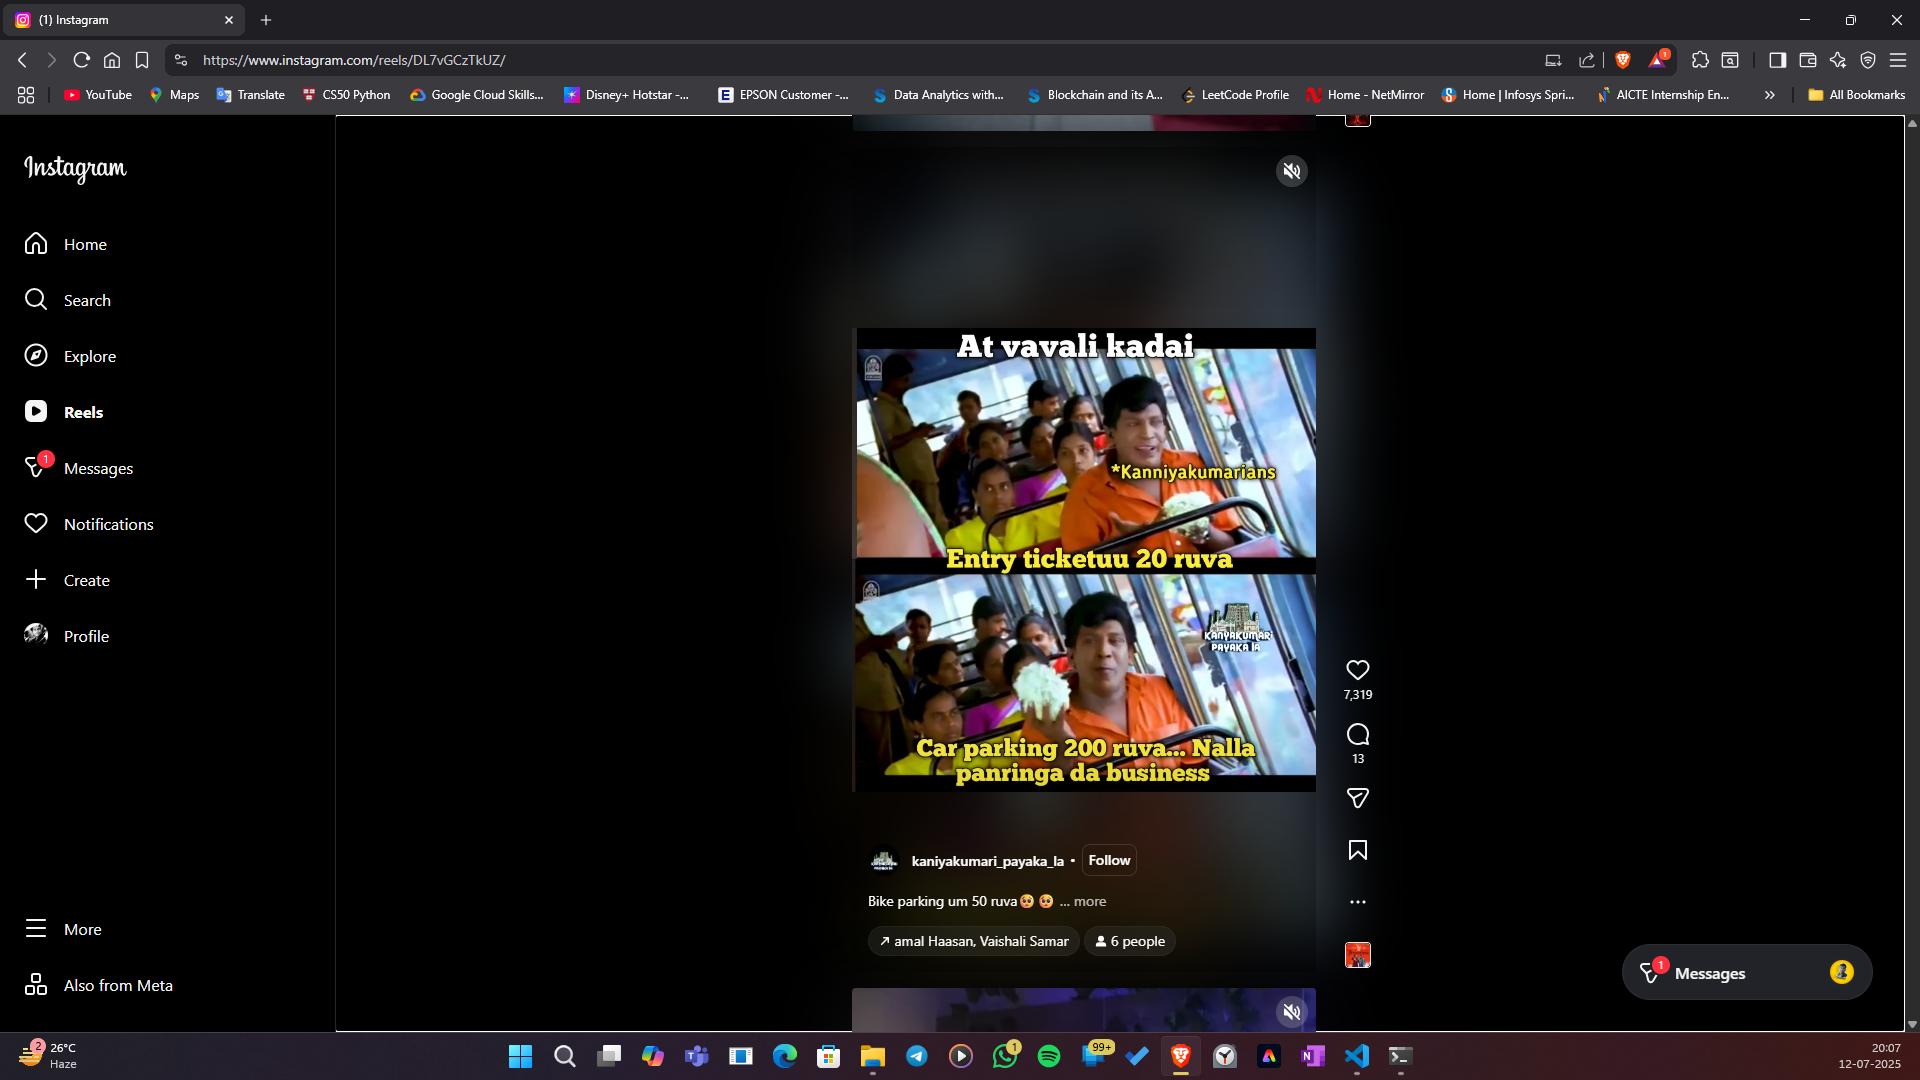 (1) Instagram
https://www.instagram.com/reels/DL7vGCzTkUZ/
1
YouTube
Maps
Translate
CS50 Python
Google Cloud Skills...
Disney+ Hotstar -...
EPSON Customer -...
Data Analytics with...
Blockchain and its A...
LeetCode Profile
Home - NetMirror
Home | Infosys Spri...
AICTE Internship En...
All Bookmarks
Instagram
Home
Search
Explore
Reels
1
Messages
Notifications
Create
Profile
More
Also from Meta
At vavali kadai
*Kanniyakumarians
Entry ticketuu 20 ruva
KANYAKUMARI
PAYAKA la
Car parking 200 ruva... Nalla
panringa da business
7,319
13
kaniyakumari_payaka_la • Follow
Bike parking um 50 ruva🥺 🥺 ... more
amal Haasan, Vaishali Samar
6 people
1
Messages
2
26°C
Haze
1
99+
20:07
12-07-2025